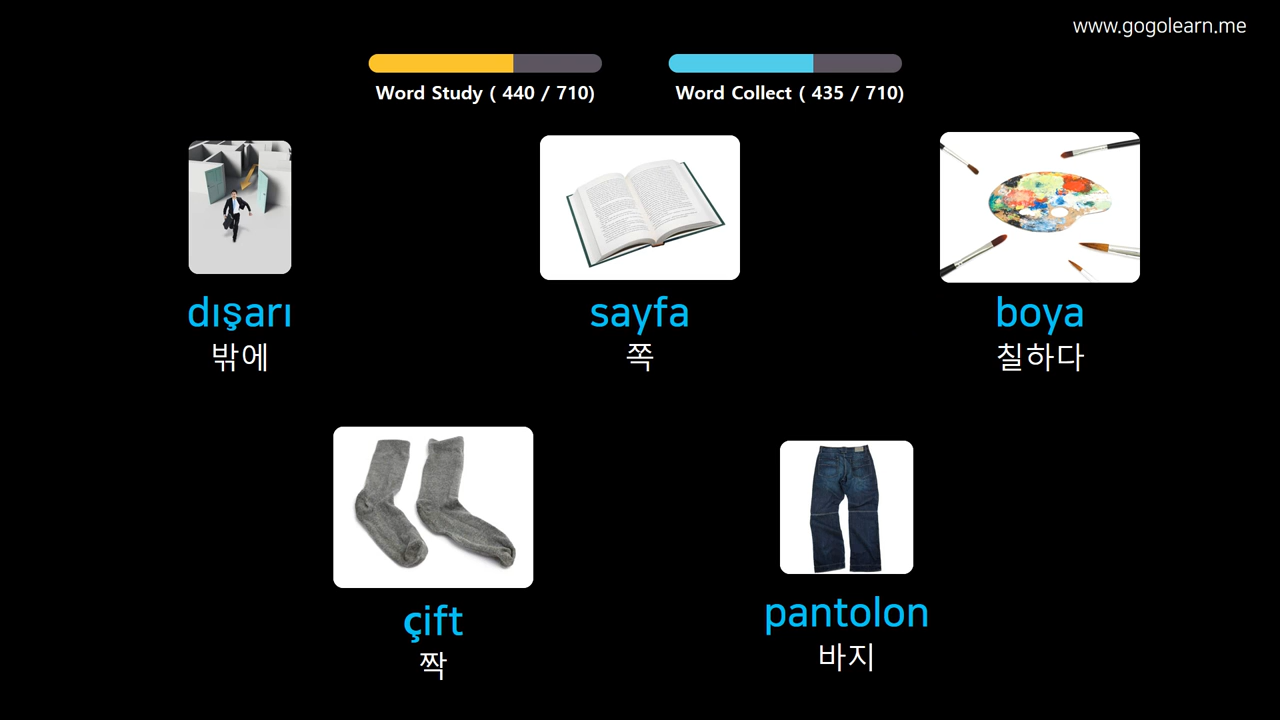 www.gogolearn.me
Word Study ( 440 / 710)
Word Collect ( 435 / 710)
dışarı
밖에
sayfa
쪽
boya
칠하다
çift
짝
pantolon
바지